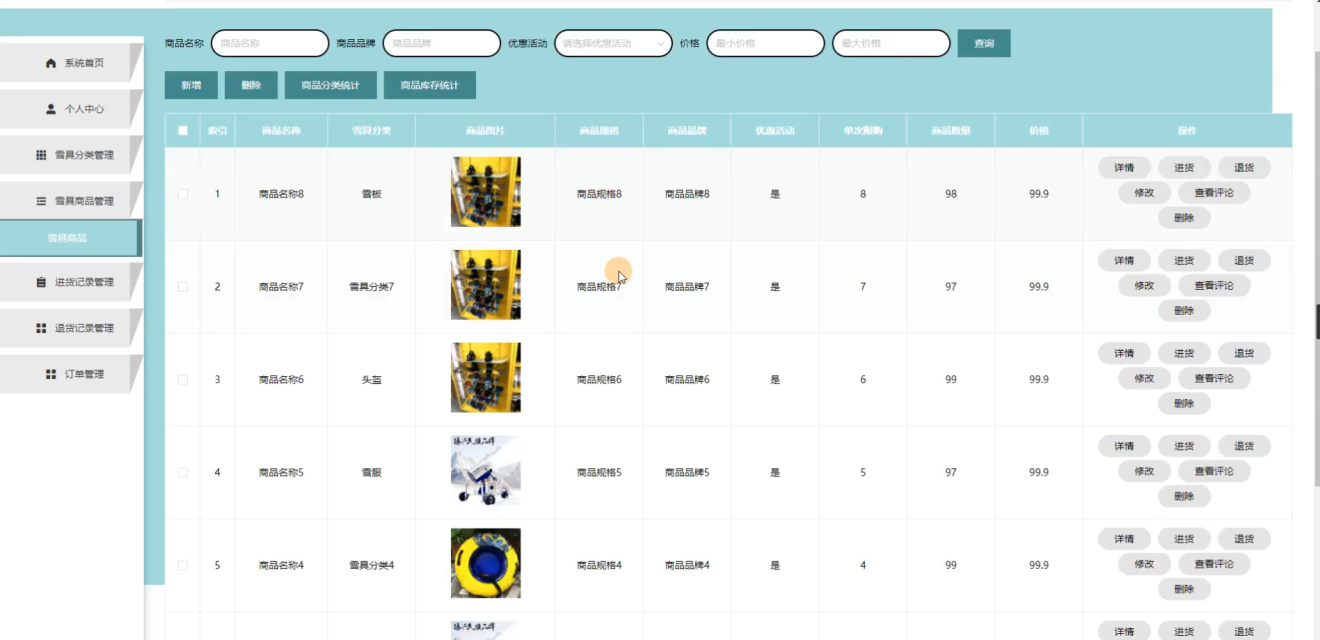 商品名称 商品名称 商品品牌 商品品牌 优惠活动 请选择优惠活动 价格 最小价格 最大价格 查询
新增 删除 商品分类统计 商品库存统计
系统首页
个人中心
雪具分类管理
雪具商品管理
雪具商品
进货记录管理
退货记录管理
订单管理
索引 商品名称 雪具分类 商品图片 商品规格 商品品牌 优惠活动 单次限购 商品数量 价格 操作
1 商品名称8 雪板 商品规格8 商品品牌8 是 8 98 99.9
详情 进货 退货
修改 查看评论
删除
2 商品名称7 雪具分类7 商品规格7 商品品牌7 是 7 97 99.9
详情 进货 退货
修改 查看评论
删除
3 商品名称6 头盔 商品规格6 商品品牌6 是 6 99 99.9
详情 进货 退货
修改 查看评论
删除
4 商品名称5 雪服 商品规格5 商品品牌5 是 5 97 99.9
详情 进货 退货
修改 查看评论
删除
5 商品名称4 雪具分类4 商品规格4 商品品牌4 是 4 99 99.9
详情 进货 退货
修改 查看评论
删除
详情 进货 退货